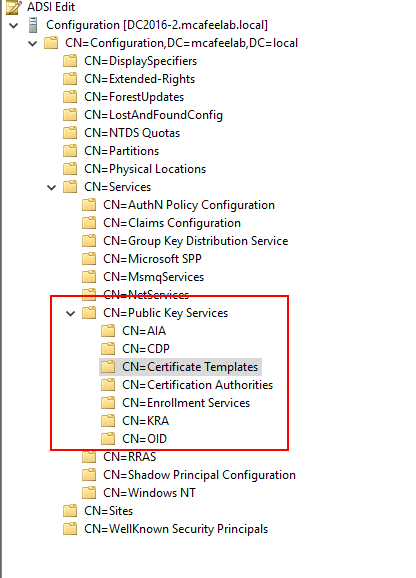 ADSI Edit
Configuration [DC2016-2.mcafeelab.local]
CN=Configuration,DC=mcafeelab,DC=local
CN=DisplaySpecifiers
CN=Extended-Rights
CN=ForestUpdates
CN=LostAndFoundConfig
CN=NTDS Quotas
CN=Partitions
CN=Physical Locations
CN=Services
CN=AuthN Policy Configuration
CN=Claims Configuration
CN=Group Key Distribution Service
CN=Microsoft SPP
CN=MsmqServices
CN=NetServices
CN=Public Key Services
CN=AIA
CN=CDP
CN=Certificate Templates
CN=Certification Authorities
CN=Enrollment Services
CN=KRA
CN=OID
CN=RRAS
CN=Shadow Principal Configuration
CN=Windows NT
CN=Sites
CN=WellKnown Security Principals